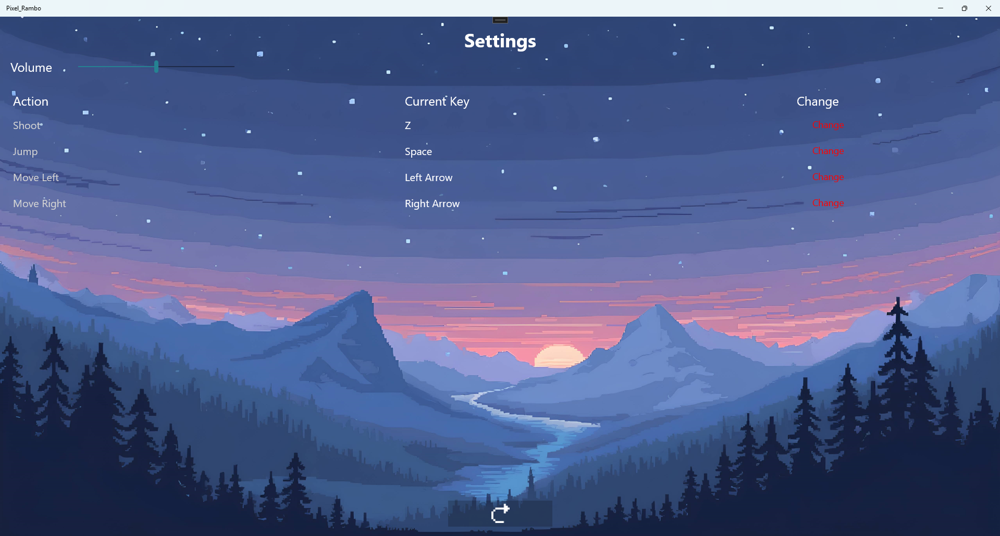 Pixel_Rambo
Settings
Volume
Action Current Key Change
Shoot Z Change
Jump Space Change
Move Left Left Arrow Change
Move Right Right Arrow Change